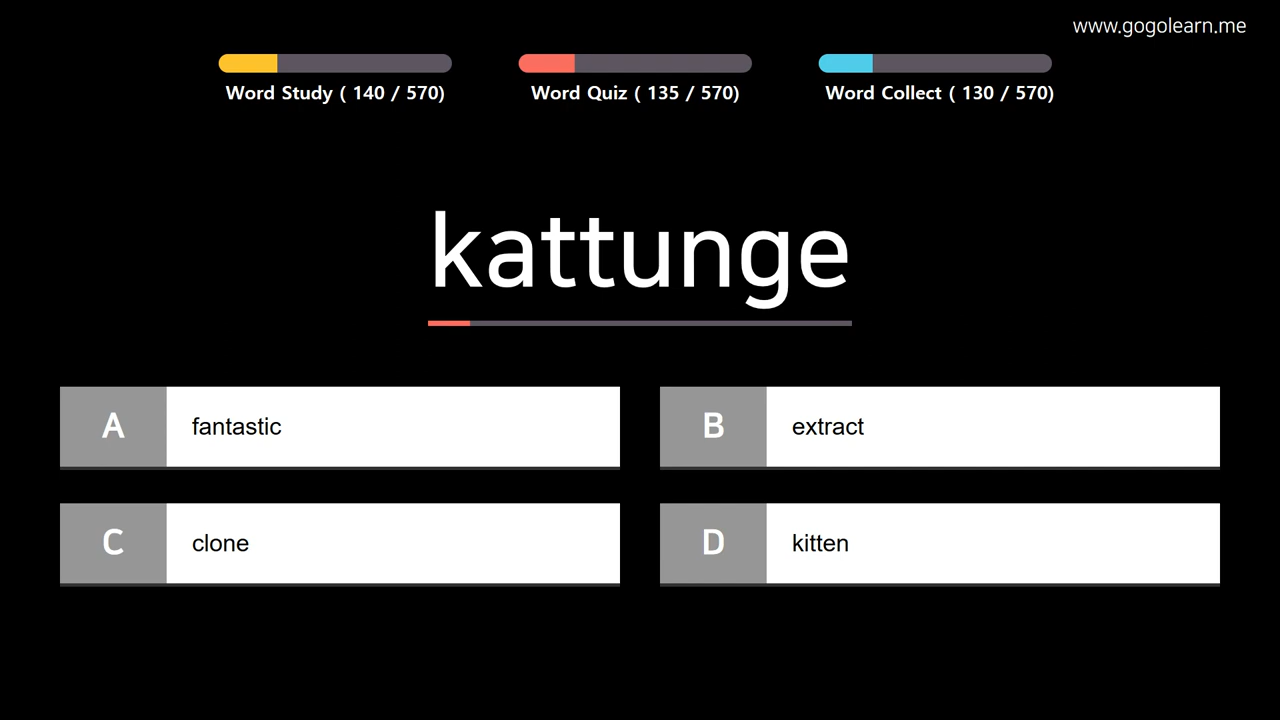 www.gogolearn.me
Word Study ( 140 / 570)
Word Quiz ( 135 / 570)
Word Collect ( 130 / 570)
kattunge
A fantastic
B extract
C clone
D kitten